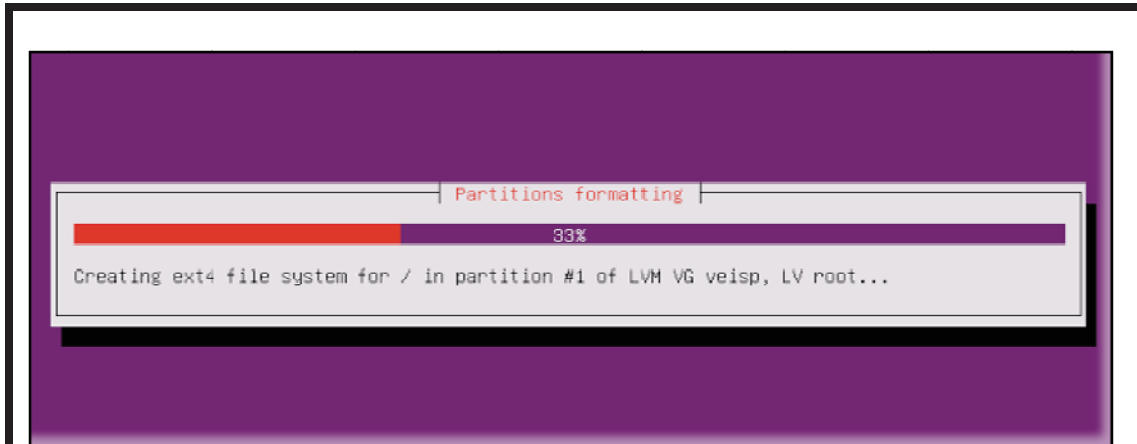 Partitions formatting
33%
Creating ext4 file system for / in partition #1 of LVM VG veisp, LV root...